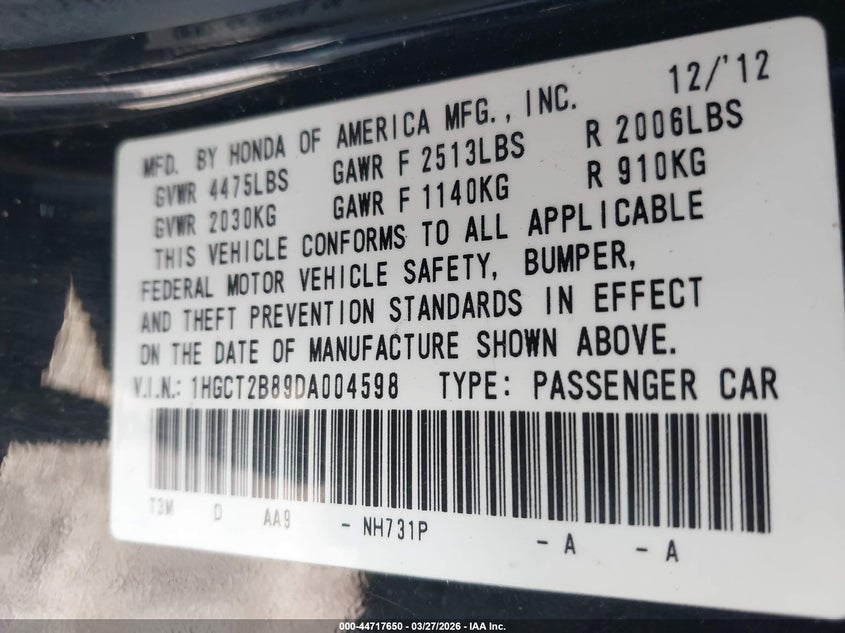 12/'12
MFD. BY HONDA OF AMERICA MFG., INC.
GVWR 4475LBS GAWR F 2513LBS R 2006LBS
GVWR 2030KG GAWR F 1140KG R 910KG
THIS VEHICLE CONFORMS TO ALL APPLICABLE
FEDERAL MOTOR VEHICLE SAFETY, BUMPER,
AND THEFT PREVENTION STANDARDS IN EFFECT
ON THE DATE OF MANUFACTURE SHOWN ABOVE.
V.I.N.: 1HGCT2B89DA004598 TYPE: PASSENGER CAR
T3M D AA9 - NH731P - A - A
000-44717650 - 03/27/2026 - IAA Inc.